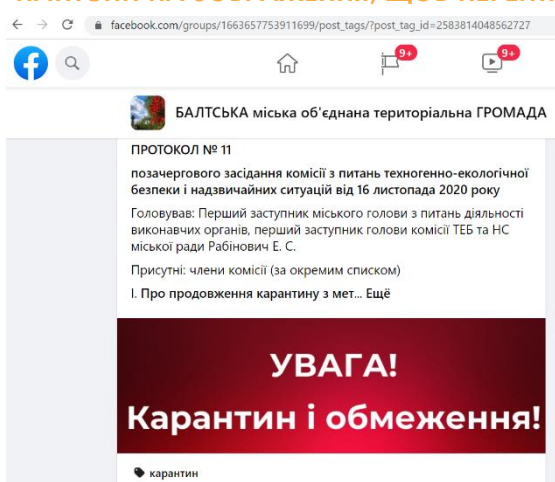 facebook.com/groups/1663657753911699/post_tags/?post_tag_id=2583814048562727
9+
9+
БАЛТСЬКА міська об'єднана територіальна ГРОМАДА
ПРОТОКОЛ № 11
позачергового засідання комісії з питань техногенно-екологічної
безпеки і надзвичайних ситуацій від 16 листопада 2020 року
Головував: Перший заступник міського голови з питань діяльності
виконавчих органів, перший заступник голови комісії ТЕБ та НС
міської ради Рабінович Е. С.
Присутні: члени комісії (за окремим списком)
І. Про продовження карантину з мет... Ещё
УВАГА!
Карантин і обмеження!
карантин